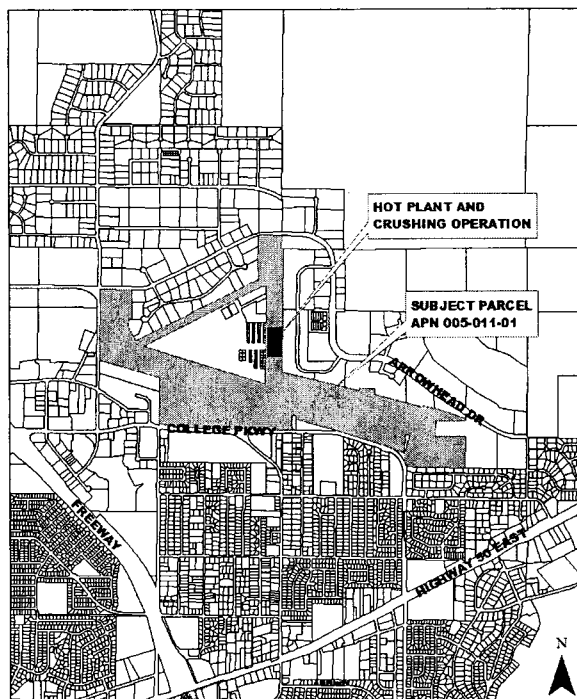 HOT PLANT AND
CRUSHING OPERATION
SUBJECT PARCEL
APN 005-011-01
ARROWHEAD DR
COLLEGE PKWY
FREEWAY
HIGHWAY 50 EAST
N